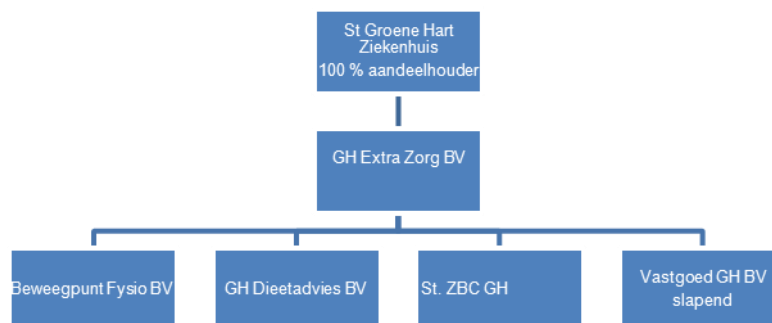 St Groene Hart
Ziekenhuis
100 % aandeelhouder
GH Extra Zorg BV
Beweegpunt Fysio BV
GH Dieetadvies BV
St. ZBC GH
Vastgoed GH BV
slapend